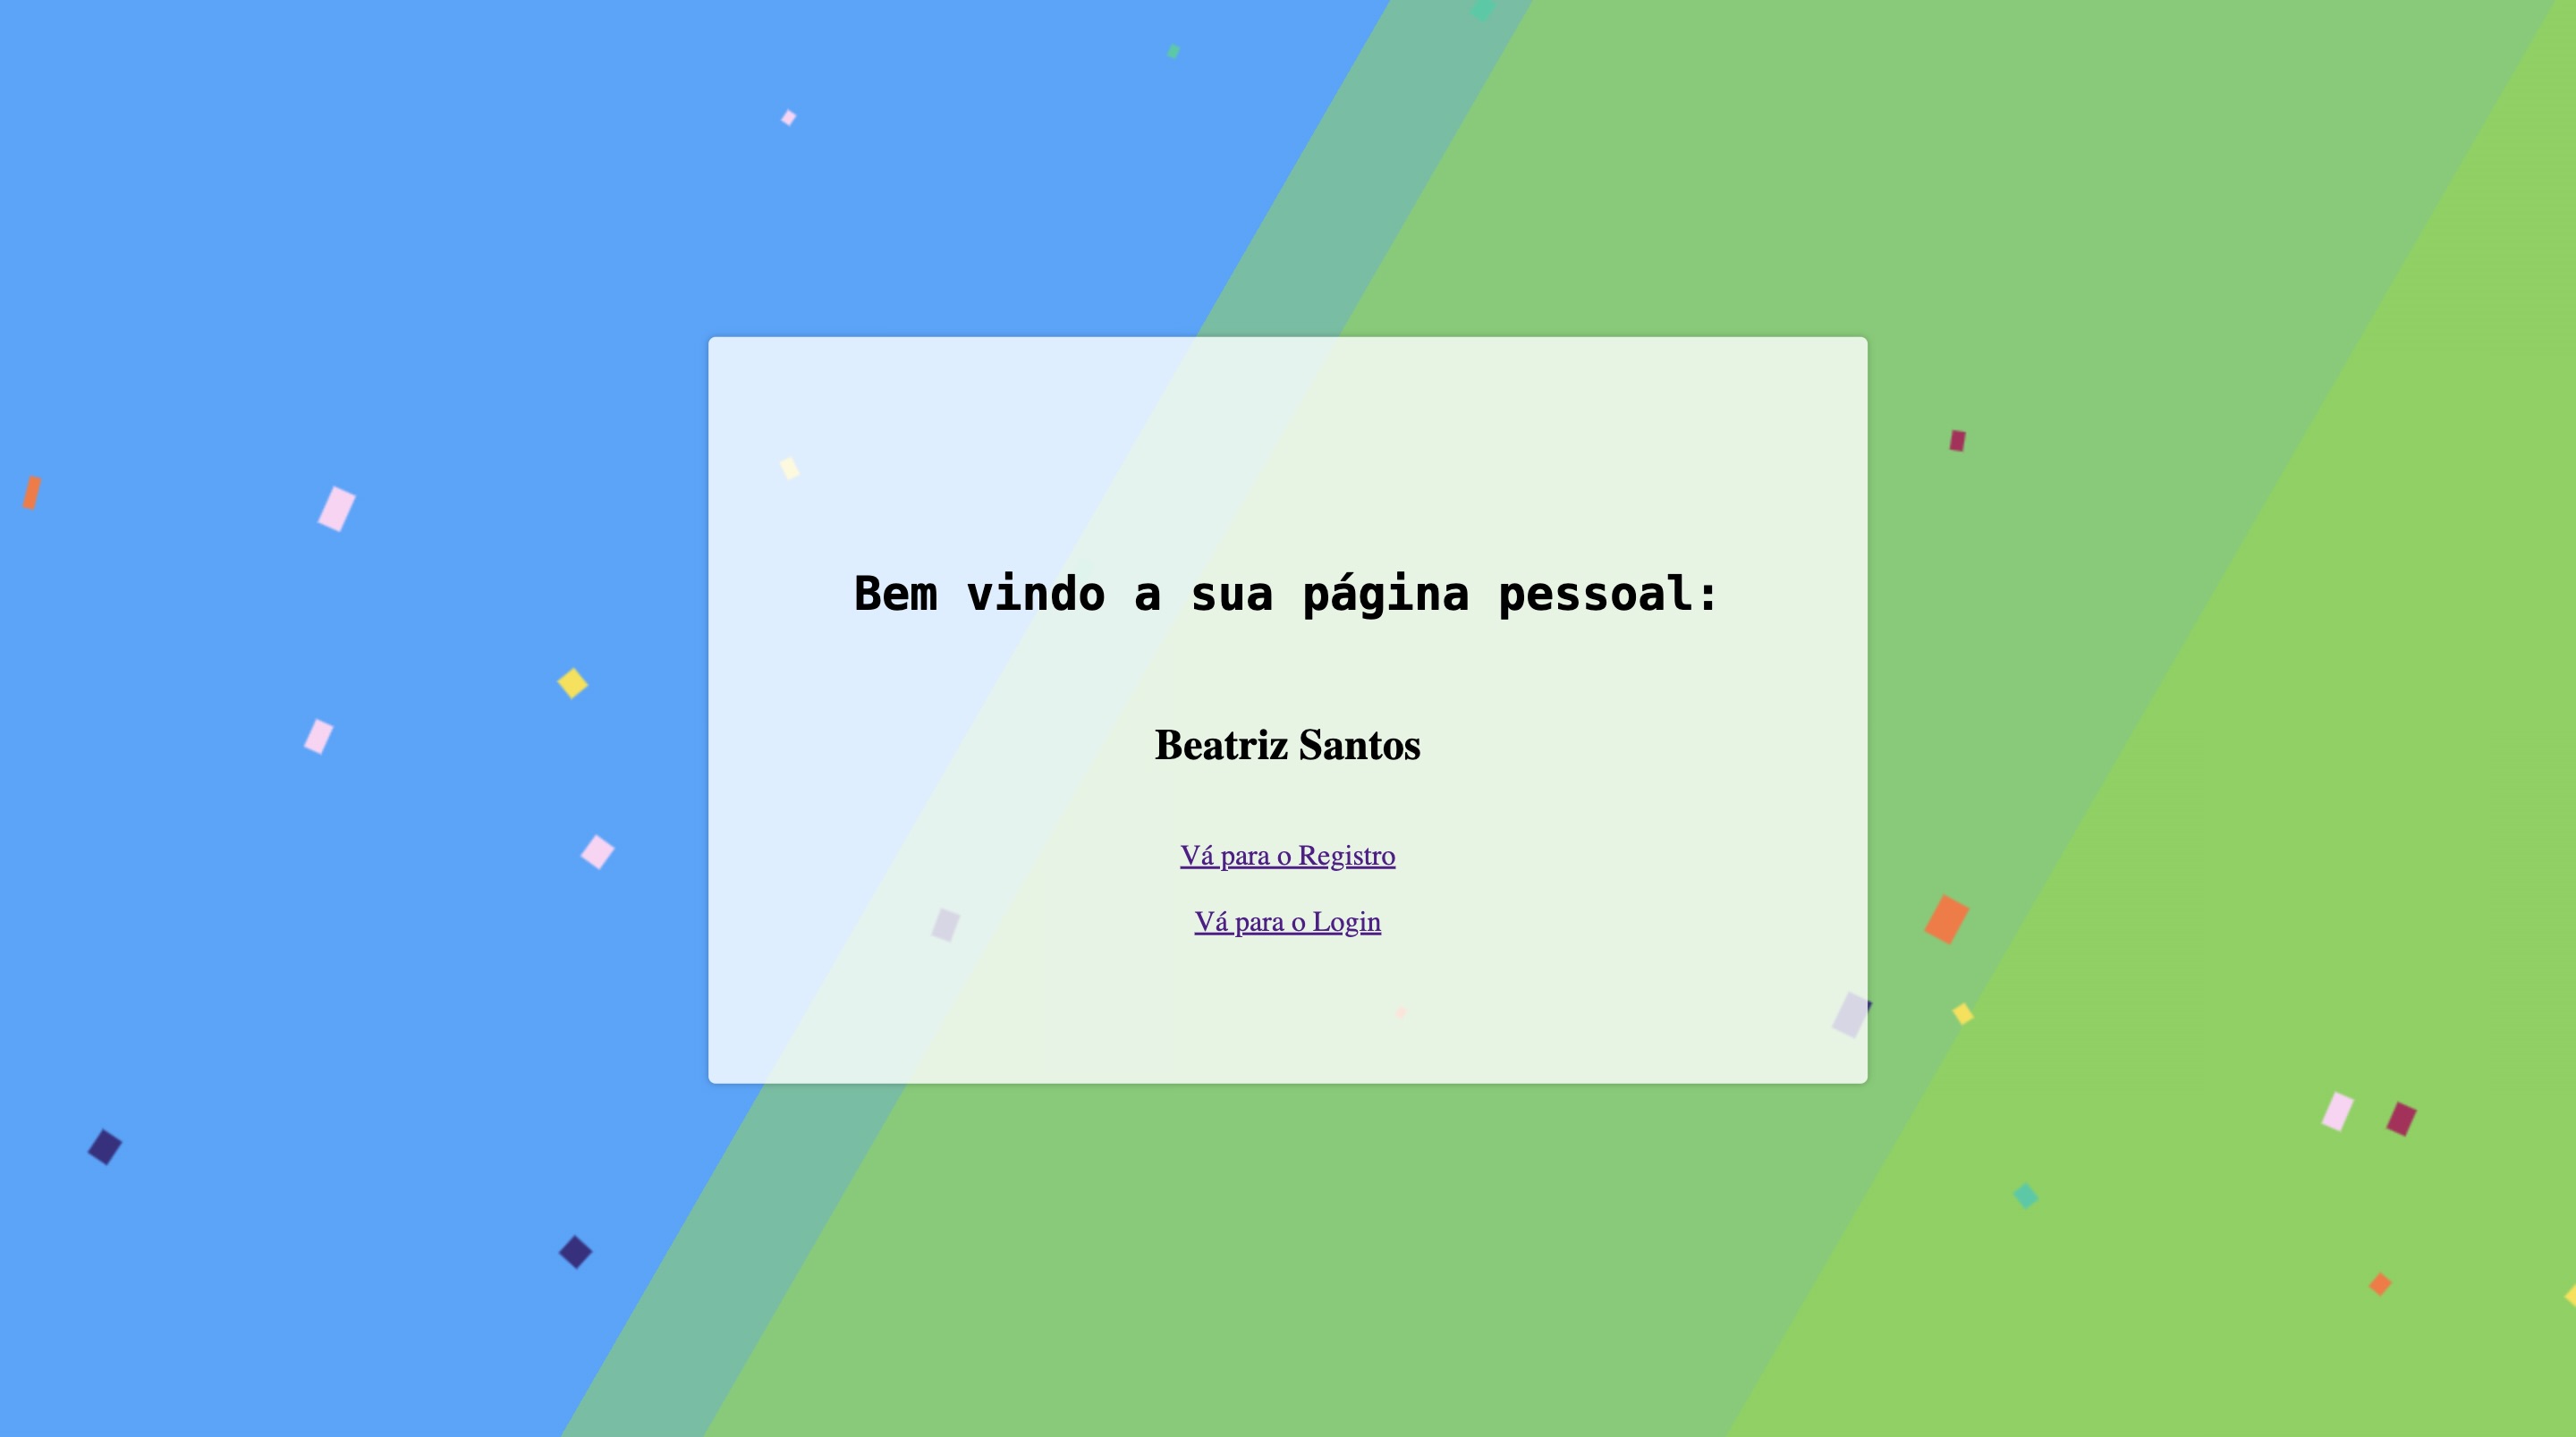 Bem vindo a sua página pessoal:
Beatriz Santos
Vá para o Registro
Vá para o Login